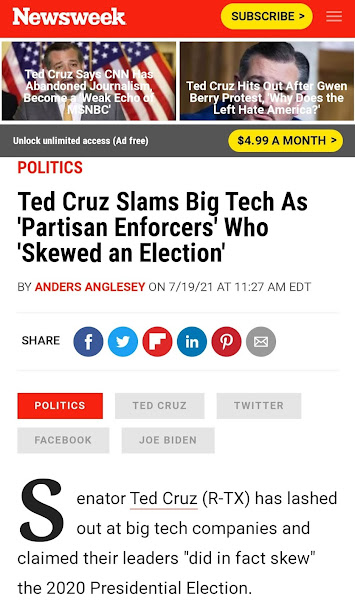 Newsweek
SUBSCRIBE >
Ted Cruz Says CNN Has
Abandoned Journalism,
Become a 'Weak Echo of
MSNBC'
Ted Cruz Hits Out After Gwen
Berry Protest, 'Why Does the
Left Hate America?'
Unlock unlimited access (Ad free)
$4.99 A MONTH >
POLITICS
Ted Cruz Slams Big Tech As
'Partisan Enforcers' Who
'Skewed an Election'
BY ANDERS ANGLESEY ON 7/19/21 AT 11:27 AM EDT
SHARE
POLITICS
TED CRUZ
TWITTER
FACEBOOK
JOE BIDEN
Senator Ted Cruz (R-TX) has lashed
out at big tech companies and
claimed their leaders "did in fact skew"
the 2020 Presidential Election.